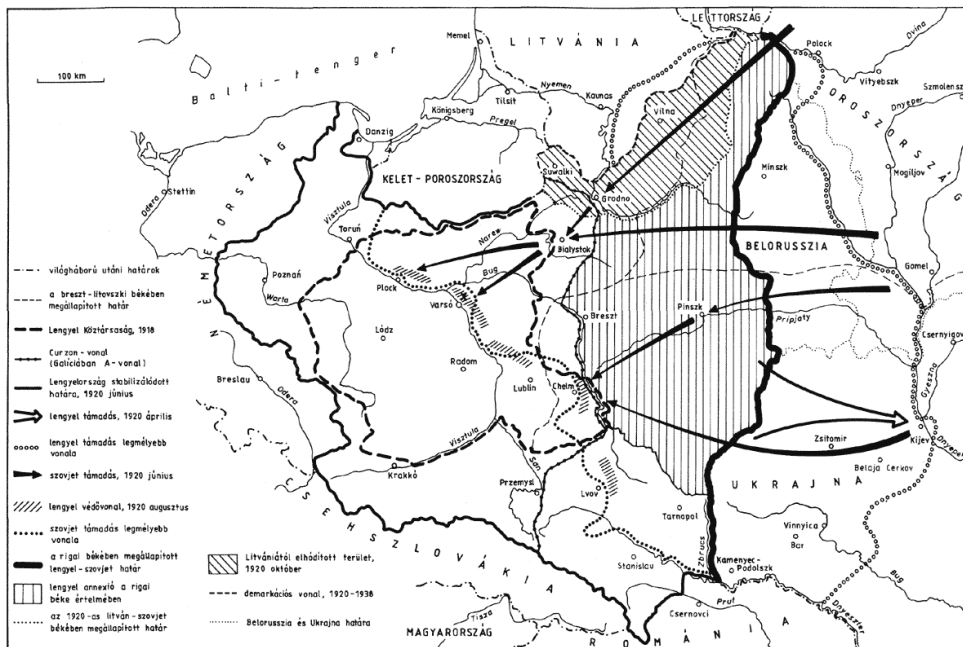 LETTORSZÁG
Memel
LITVÁNIA
Polock
Dvina
100 km
Balti-tenger
Nyemen
Kaunas
Vityebszk
Tilsit
Szmolenszk
Königsberg
Vilna
Dnyeper
Pregel
OROSZORSZÁG
Danzig
Minszk
Mogiljov
KELET-POROSZORSZÁG
Suwalki
Stettin
Odera
Grodno
NÉMETORSZÁG
Visztula
Toruń
Narew
Bialystok
BELORUSSZIA
Gomel
Poznań
Plock
Bug
Warta
Varsó
Breszt
Pinszk
Pripjaty
Csernyigov
Lódz
Gyeszna
Radom
Breslau
Lublin
Chelm
Odera
Zsitomir
Kijev
Dnyeper
Visztula
Belaja Cerkov
Krakkó
San
UKRAJNA
Przemyśl
Lvov
CSEHSZLOVÁKIA
Tarnopol
Vinnyica
Bar
Zbrucs
Stanislau
Kamenyec-
Podolszk
Bug
Csernovci
Prut
Dnyeszter
Tisza
MAGYARORSZÁG
ROMÁNIA
világháború utáni határok
a breszt-litovszki békében
megállapított határ
Lengyel Köztársaság, 1918
Curzon-vonal
(Galíciában A-vonal)
Lengyelország stabilizálódott
határa, 1920 június
lengyel támadás, 1920 április
lengyel támadás legmélyebb
vonala
szovjet támadás, 1920 június
lengyel védővonal, 1920 augusztus
szovjet támadás legmélyebb
vonala
a rigai békében megállapított
lengyel-szovjet határ
lengyel annexió a rigai
béke értelmében
az 1920-as litván-szovjet
békében megállapított határ
Litvániától elhódított terület,
1920 október
demarkációs vonal, 1920-1938
Belorusszia és Ukrajna határa